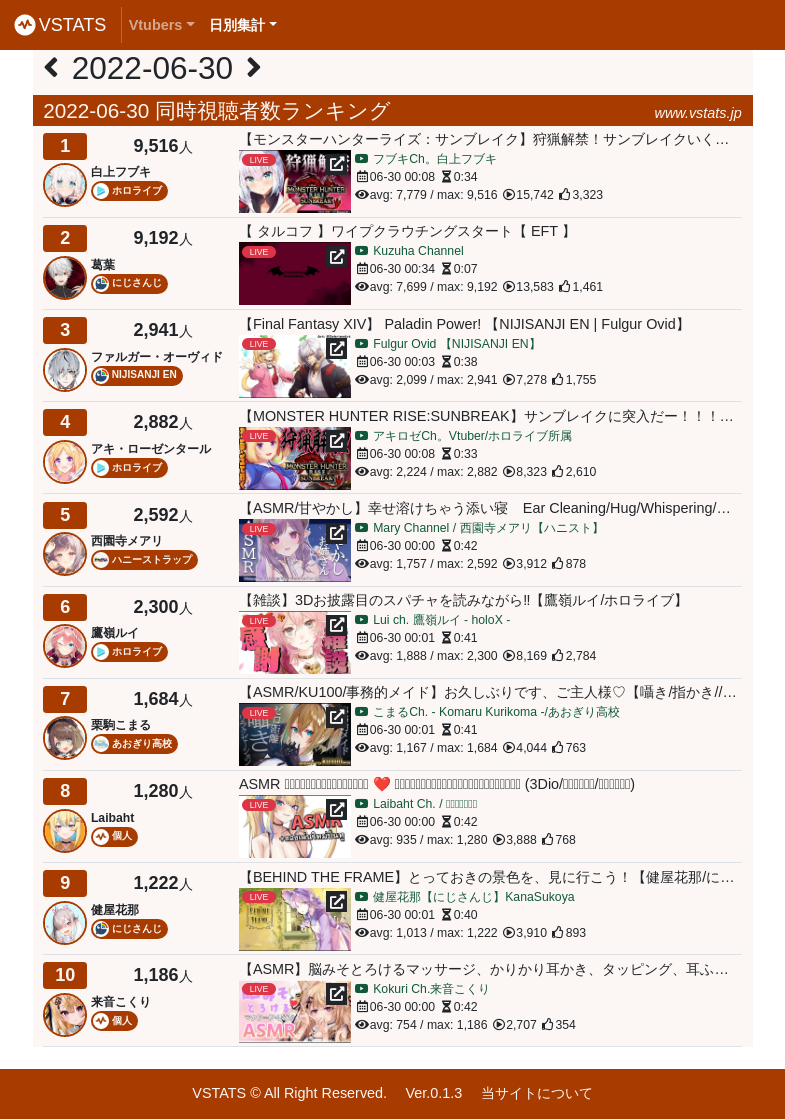 VSTATS Vtubers 日別集計
2022-06-30
2022-06-30 同時視聴者数ランキング www.vstats.jp
1 9,516人
白上フブキ
ホロライブ
【モンスターハンターライズ：サンブレイク】狩猟解禁！サンブレイクいく…
LIVE 狩猟解 MONSTER HUNTER SUNBREAK
フブキCh。白上フブキ
06-30 00:08 0:34
avg: 7,779 / max: 9,516 15,742 3,323
2 9,192人
葛葉
にじさんじ
【 タルコフ 】ワイプクラウチングスタート【 EFT 】
LIVE
Kuzuha Channel
06-30 00:34 0:07
avg: 7,699 / max: 9,192 13,583 1,461
3 2,941人
ファルガー・オーヴィド
NIJISANJI EN
【Final Fantasy XIV】 Paladin Power! 【NIJISANJI EN | Fulgur Ovid】
LIVE
Fulgur Ovid 【NIJISANJI EN】
06-30 00:03 0:38
avg: 2,099 / max: 2,941 7,278 1,755
4 2,882人
アキ・ローゼンタール
ホロライブ
【MONSTER HUNTER RISE:SUNBREAK】サンブレイクに突入だー！！！…
LIVE 狩猟解 MONSTER HUNTER SUNBREAK
アキロゼCh。Vtuber/ホロライブ所属
06-30 00:08 0:33
avg: 2,224 / max: 2,882 8,323 2,610
5 2,592人
西園寺メアリ
ハニーストラップ
【ASMR/甘やかし】幸せ溶けちゃう添い寝　Ear Cleaning/Hug/Whispering/…
LIVE ASMR
Mary Channel / 西園寺メアリ【ハニスト】
06-30 00:00 0:42
avg: 1,757 / max: 2,592 3,912 878
6 2,300人
鷹嶺ルイ
ホロライブ
【雑談】3Dお披露目のスパチャを読みながら‼【鷹嶺ルイ/ホロライブ】
LIVE 感謝 雑談
Lui ch. 鷹嶺ルイ - holoX -
06-30 00:01 0:41
avg: 1,888 / max: 2,300 8,169 2,784
7 1,684人
栗駒こまる
あおぎり高校
【ASMR/KU100/事務的メイド】お久しぶりです、ご主人様♡【囁き/指かき//…
LIVE 囁き
こまるCh. - Komaru Kurikoma -/あおぎり高校
06-30 00:01 0:41
avg: 1,167 / max: 1,684 4,044 763
8 1,280人
Laibaht
個人
ASMR ❤️ (3Dio/ / )
LIVE ASMR
Laibaht Ch. /
06-30 00:00 0:42
avg: 935 / max: 1,280 3,888 768
9 1,222人
健屋花那
にじさんじ
【BEHIND THE FRAME】とっておきの景色を、見に行こう！【健屋花那/に…
LIVE
健屋花那【にじさんじ】KanaSukoya
06-30 00:01 0:40
avg: 1,013 / max: 1,222 3,910 893
10 1,186人
来音こくり
個人
【ASMR】脳みそとろけるマッサージ、かりかり耳かき、タッピング、耳ふ…
LIVE とろける ASMR
Kokuri Ch.来音こくり
06-30 00:00 0:42
avg: 754 / max: 1,186 2,707 354
VSTATS © All Right Reserved. Ver.0.1.3 当サイトについて